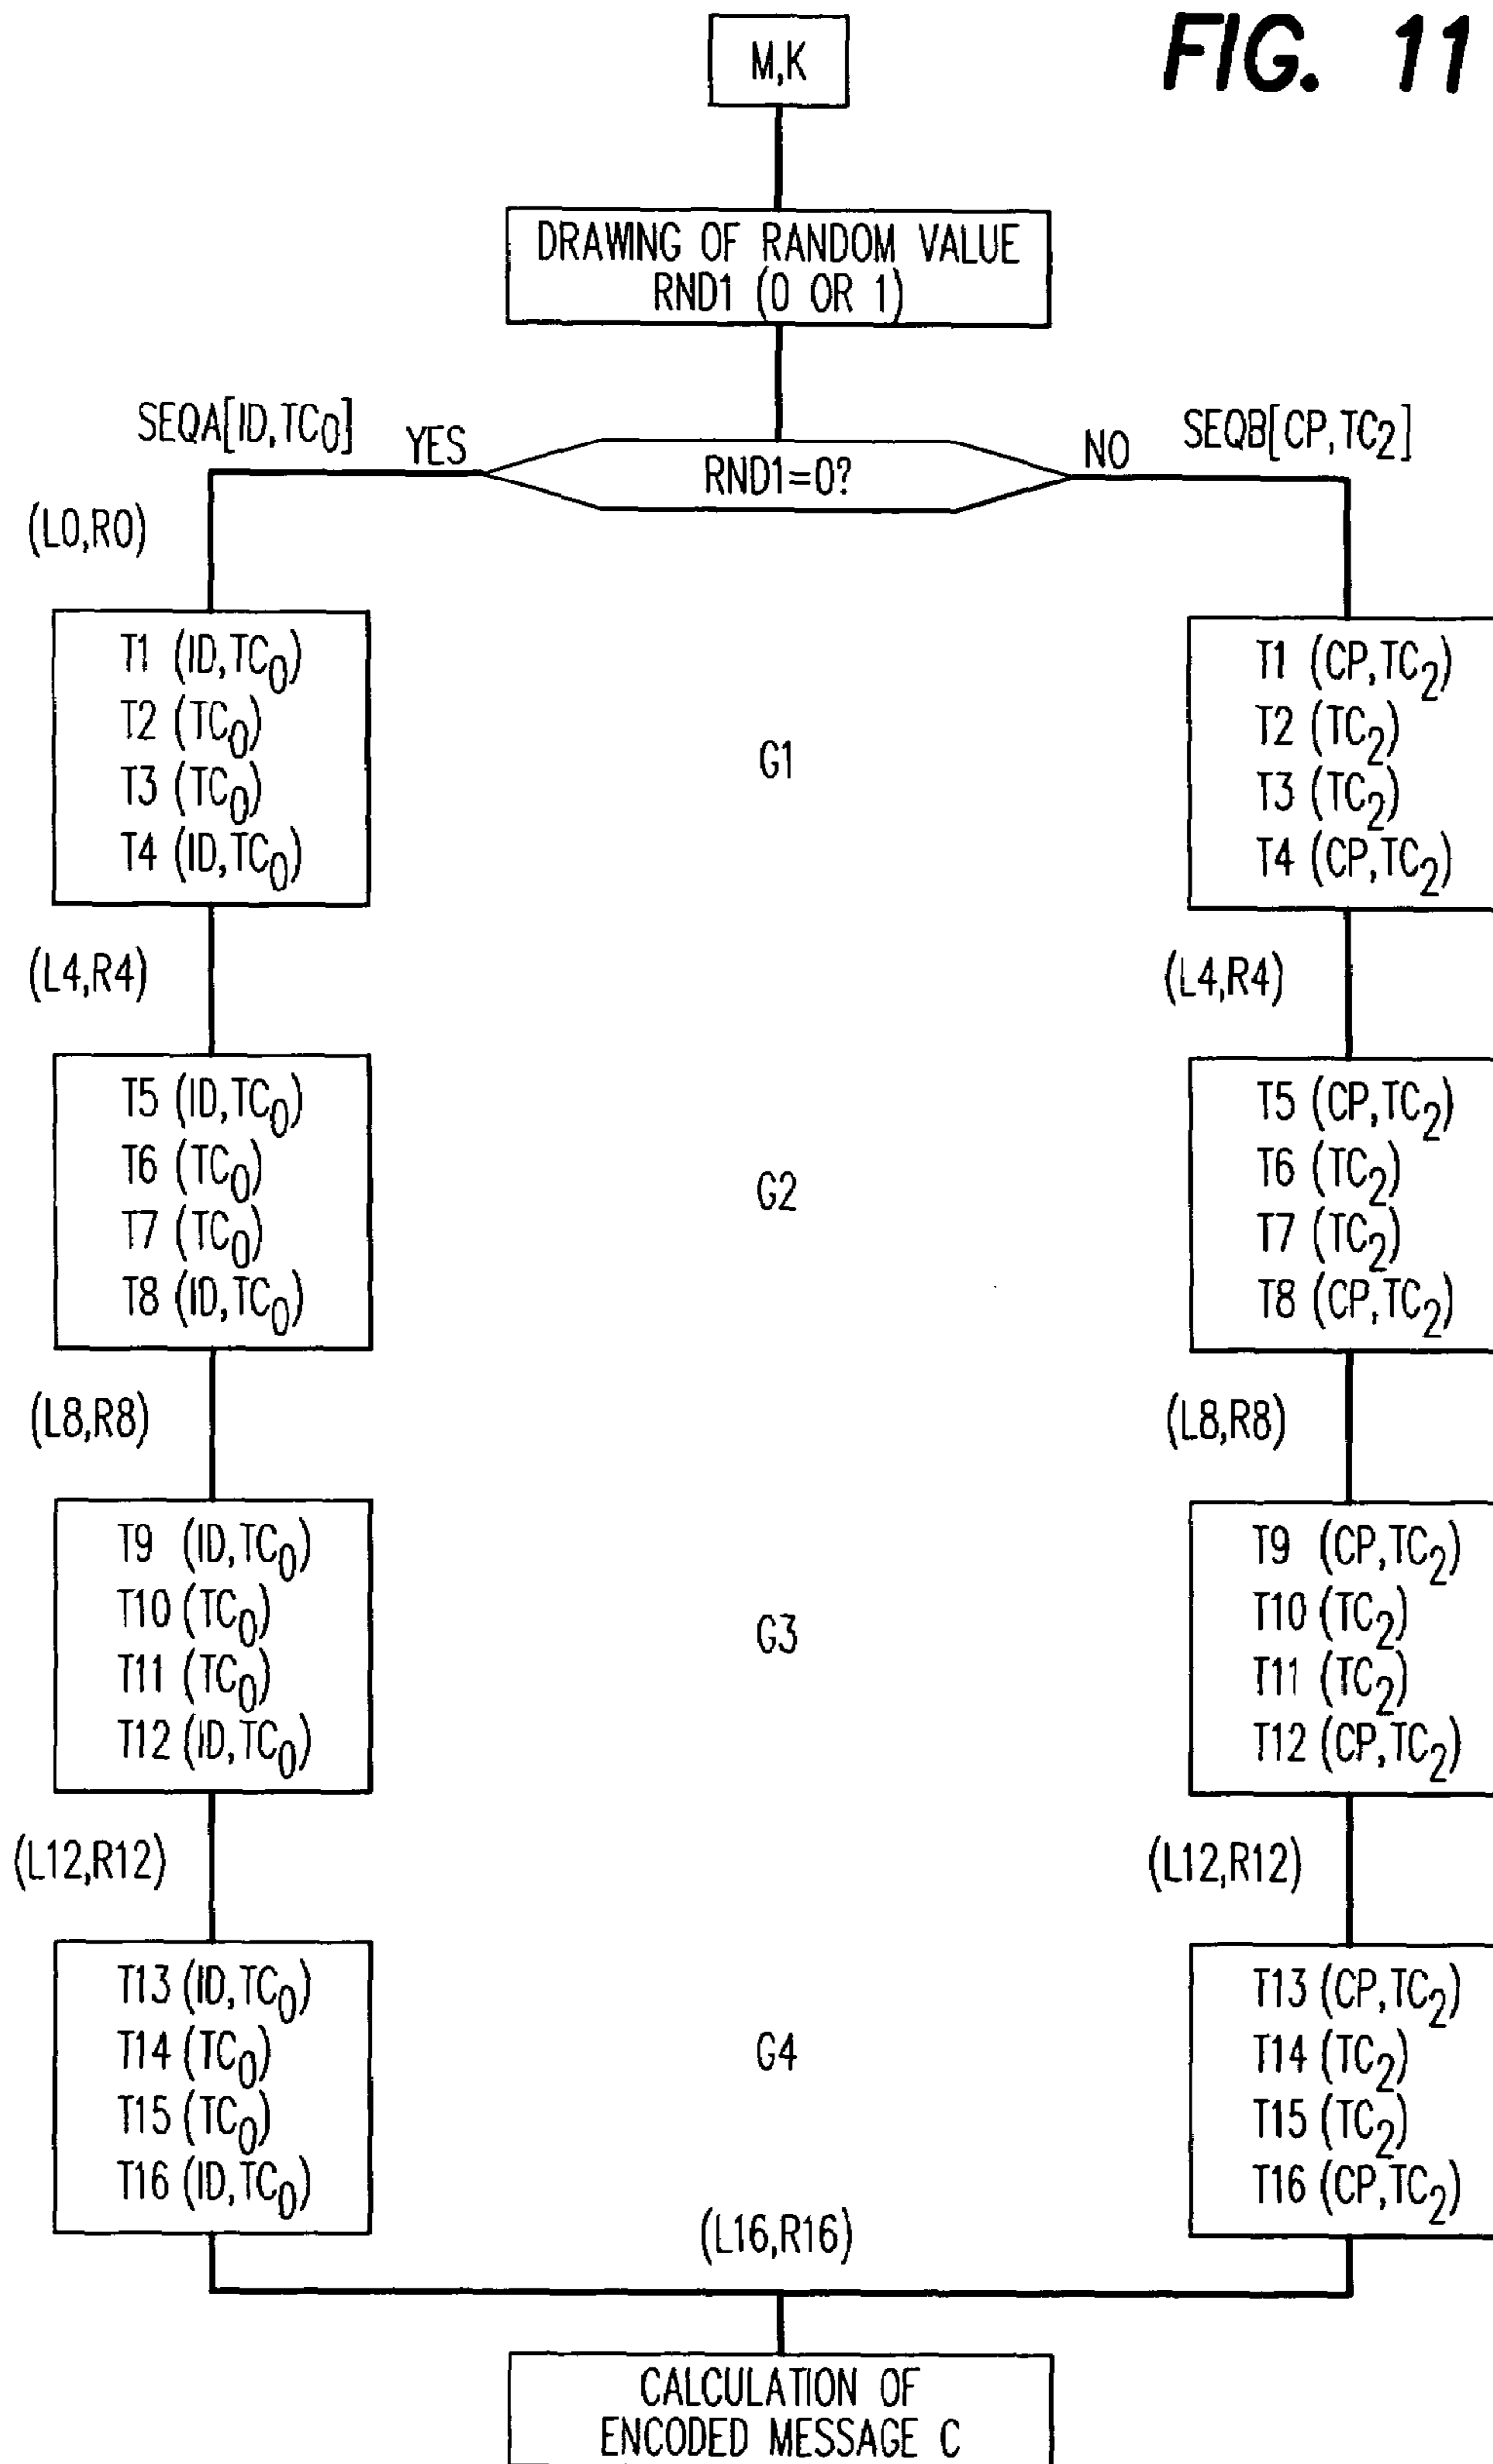 FIG. 11
M,K
DRAWING OF RANDOM VALUE
RND1 (0 OR 1)
SEQA[ID,TC0]
YES
RND1=0?
NO
SEQB[CP,TC2]
(L0,R0)
T1 (ID,TC0)
T2 (TC0)
T3 (TC0)
T4 (ID,TC0)
G1
T1 (CP,TC2)
T2 (TC2)
T3 (TC2)
T4 (CP,TC2)
(L4,R4)
(L4,R4)
T5 (ID,TC0)
T6 (TC0)
T7 (TC0)
T8 (ID,TC0)
G2
T5 (CP,TC2)
T6 (TC2)
T7 (TC2)
T8 (CP,TC2)
(L8,R8)
(L8,R8)
T9 (ID,TC0)
T10 (TC0)
T11 (TC0)
T12 (ID,TC0)
G3
T9 (CP,TC2)
T10 (TC2)
T11 (TC2)
T12 (CP,TC2)
(L12,R12)
(L12,R12)
T13 (ID,TC0)
T14 (TC0)
T15 (TC0)
T16 (ID,TC0)
G4
T13 (CP,TC2)
T14 (TC2)
T15 (TC2)
T16 (CP,TC2)
(L16,R16)
CALCULATION OF
ENCODED MESSAGE C